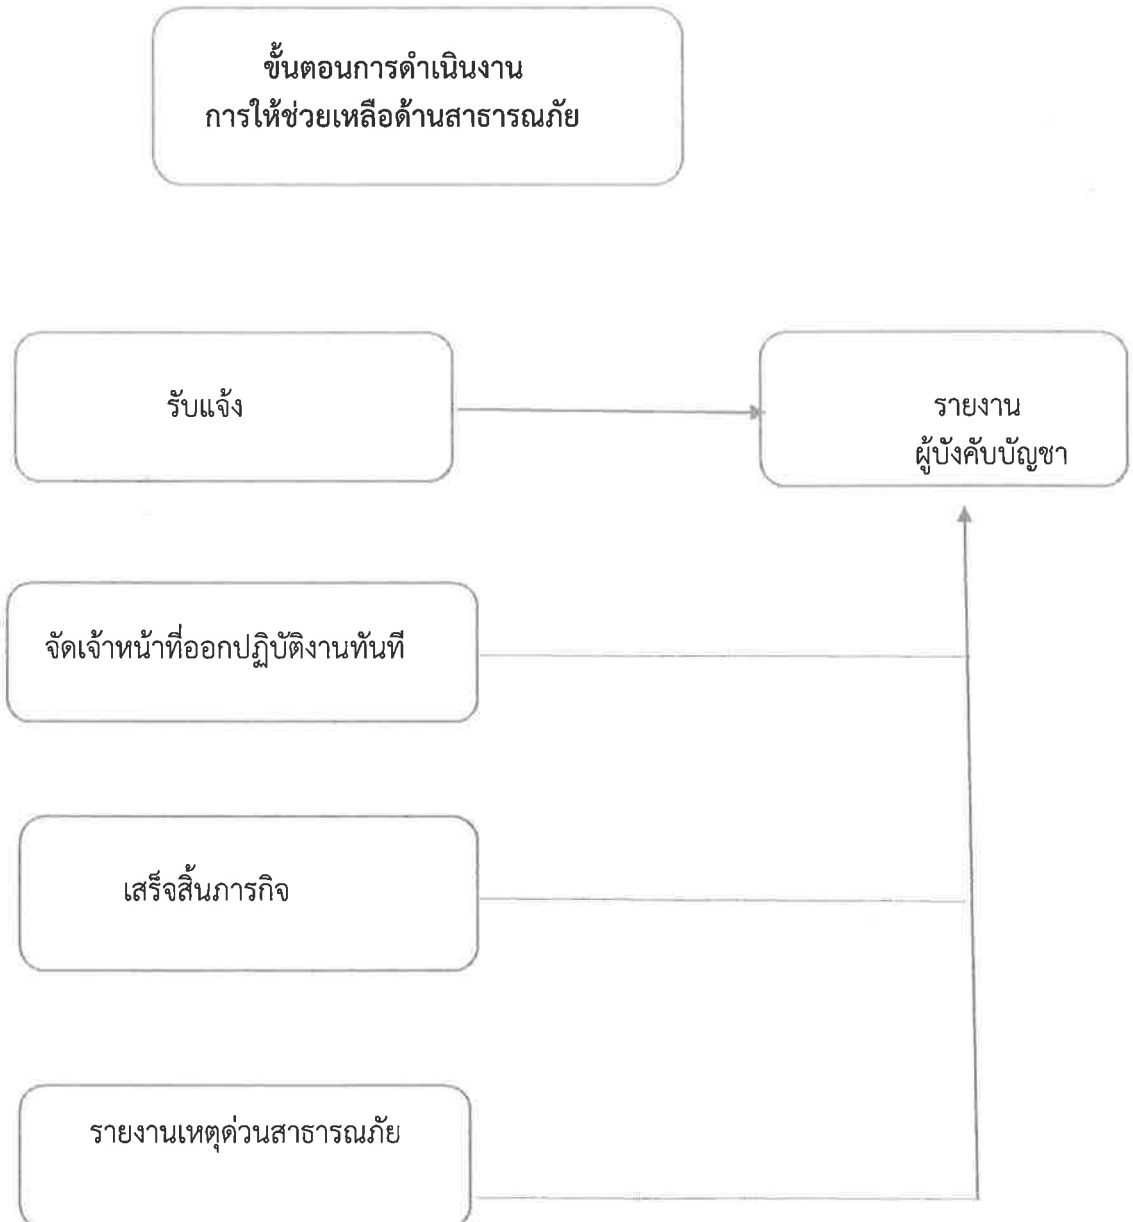 ขั้นตอนการดำเนินงาน
การให้ช่วยเหลือด้านสาธารณภัย
รับแจ้ง
รายงาน
ผู้บังคับบัญชา
จัดเจ้าหน้าที่ออกปฏิบัติงานทันที
เสร็จสิ้นภารกิจ
รายงานเหตุด่วนสาธารณภัย